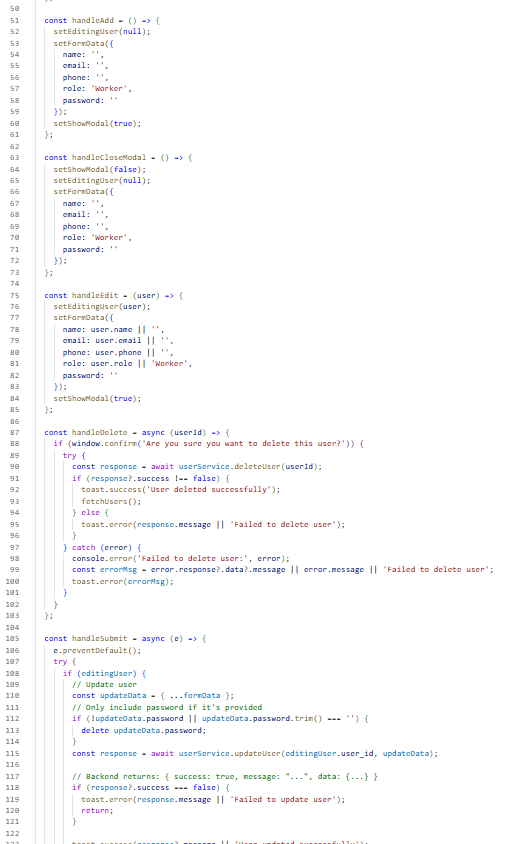 50
51 const handleAdd = () => {
52 setEditingUser(null);
53 setFormData({
54 name: '',
55 email: '',
56 phone: '',
57 role: 'Worker',
58 password: ''
59 });
60 setShowModal(true);
61 };
62
63 const handleCloseModal = () => {
64 setShowModal(false);
65 setEditingUser(null);
66 setFormData({
67 name: '',
68 email: '',
69 phone: '',
70 role: 'Worker',
71 password: ''
72 });
73 };
74
75 const handleEdit = (user) => {
76 setEditingUser(user);
77 setFormData({
78 name: user.name || '',
79 email: user.email || '',
80 phone: user.phone || '',
81 role: user.role || 'Worker',
82 password: ''
83 });
84 setShowModal(true);
85 };
86
87 const handleDelete = async (userId) => {
88 if (window.confirm('Are you sure you want to delete this user?')) {
89 try {
90 const response = await userService.deleteUser(userId);
91 if (response?.success !== false) {
92 toast.success('User deleted successfully');
93 fetchUsers();
94 } else {
95 toast.error(response.message || 'Failed to delete user');
96 }
97 } catch (error) {
98 console.error('Failed to delete user:', error);
99 const errorMsg = error.response?.data?.message || error.message || 'Failed to delete user';
100 toast.error(errorMsg);
101 }
102 }
103 };
104
105 const handleSubmit = async (e) => {
106 e.preventDefault();
107 try {
108 if (editingUser) {
109 // Update user
110 const updateData = { ...formData };
111 // Only include password if it's provided
112 if (!updateData.password || updateData.password.trim() === '') {
113 delete updateData.password;
114 }
115 const response = await userService.updateUser(editingUser.user_id, updateData);
116
117 // Backend returns: { success: true, message: "...", data: {...} }
118 if (response?.success === false) {
119 toast.error(response.message || 'Failed to update user');
120 return;
121 }
122